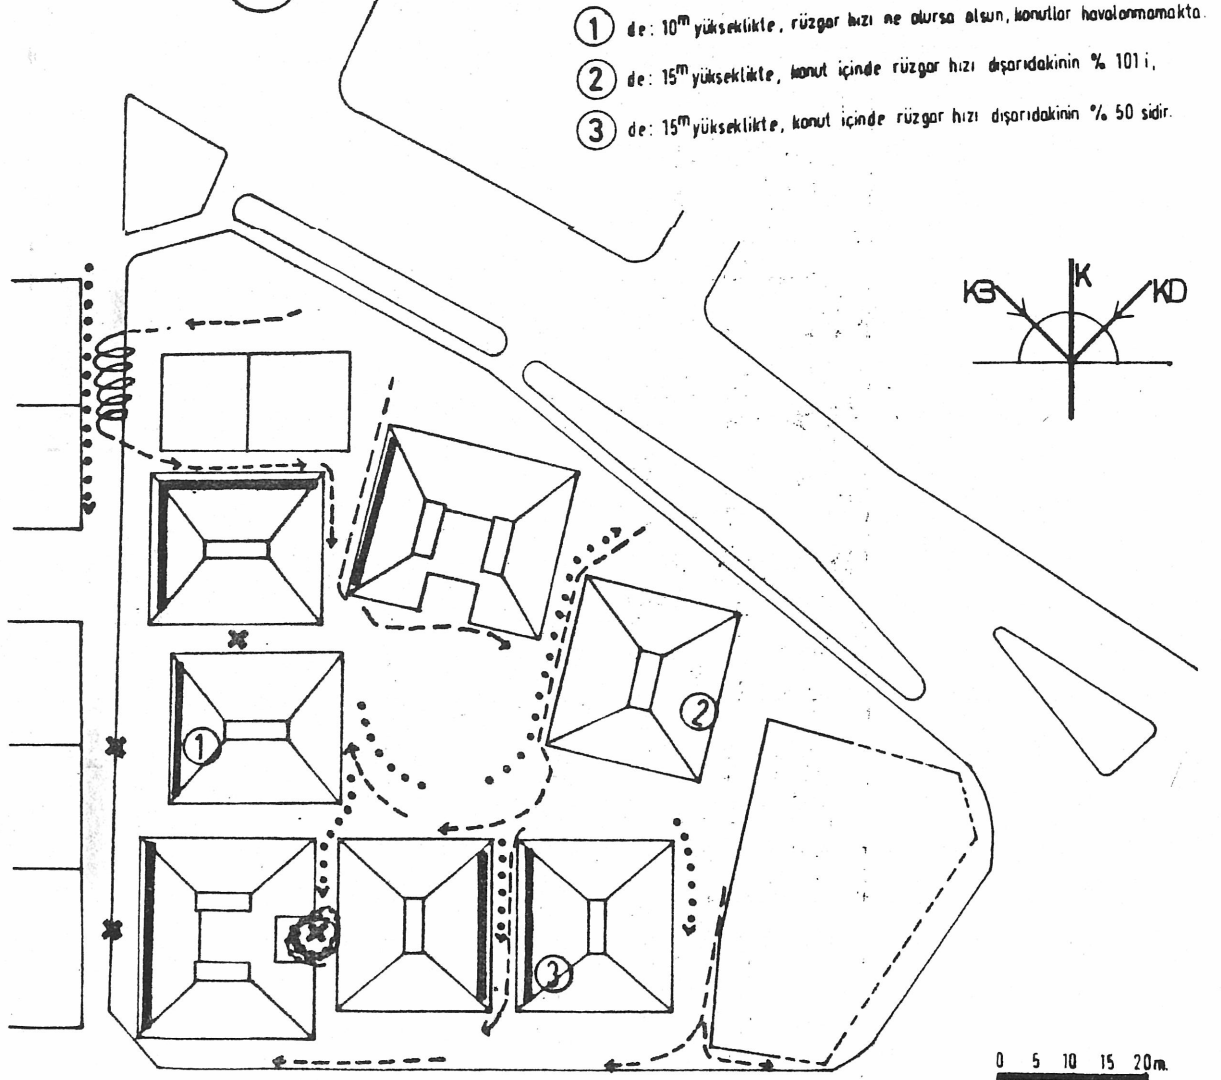 ① de: 10ᵐ yükseklikte, rüzgar hızı ne olursa olsun, konutlar havalanmamakta.
② de: 15ᵐ yükseklikte, konut içinde rüzgar hızı dışarıdakinin % 101 i,
③ de: 15ᵐ yükseklikte, konut içinde rüzgar hızı dışarıdakinin % 50 sidir.
KB K KD
①
②
③
0 5 10 15 20m.